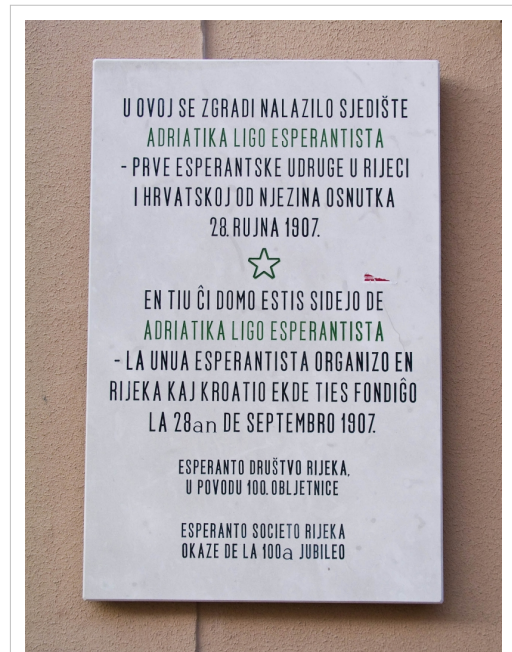 U OVOJ SE ZGRADI NALAZILO SJEDIŠTE
ADRIATIKA LIGO ESPERANTISTA
- PRVE ESPERANTSKE UDRUGE U RIJECI
I HRVATSKOJ OD NJEZINA OSNUTKA
28. RUJNA 1907.
EN TIU ĈI DOMO ESTIS SIDEJO DE
ADRIATIKA LIGO ESPERANTISTA
- LA UNUA ESPERANTISTA ORGANIZO EN
RIJEKA KAJ KROATIO EKDE TIES FONDIĜO
LA 28an DE SEPTEMBRO 1907.
ESPERANTO DRUŠTVO RIJEKA,
U POVODU 100. OBLJETNICE
ESPERANTO SOCIETO RIJEKA
OKAZE DE LA 100a JUBILEO